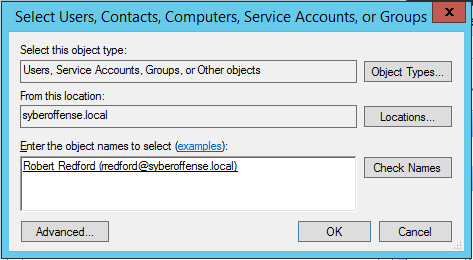 Select Users, Contacts, Computers, Service Accounts, or Groups
x
Select this object type:
Users, Service Accounts, Groups, or Other objects
Object Types...
From this location:
syberoffense.local
Locations...
Enter the object names to select (examples):
Robert Redford (rredford@syberoffense.local)
Check Names
Advanced...
OK
Cancel